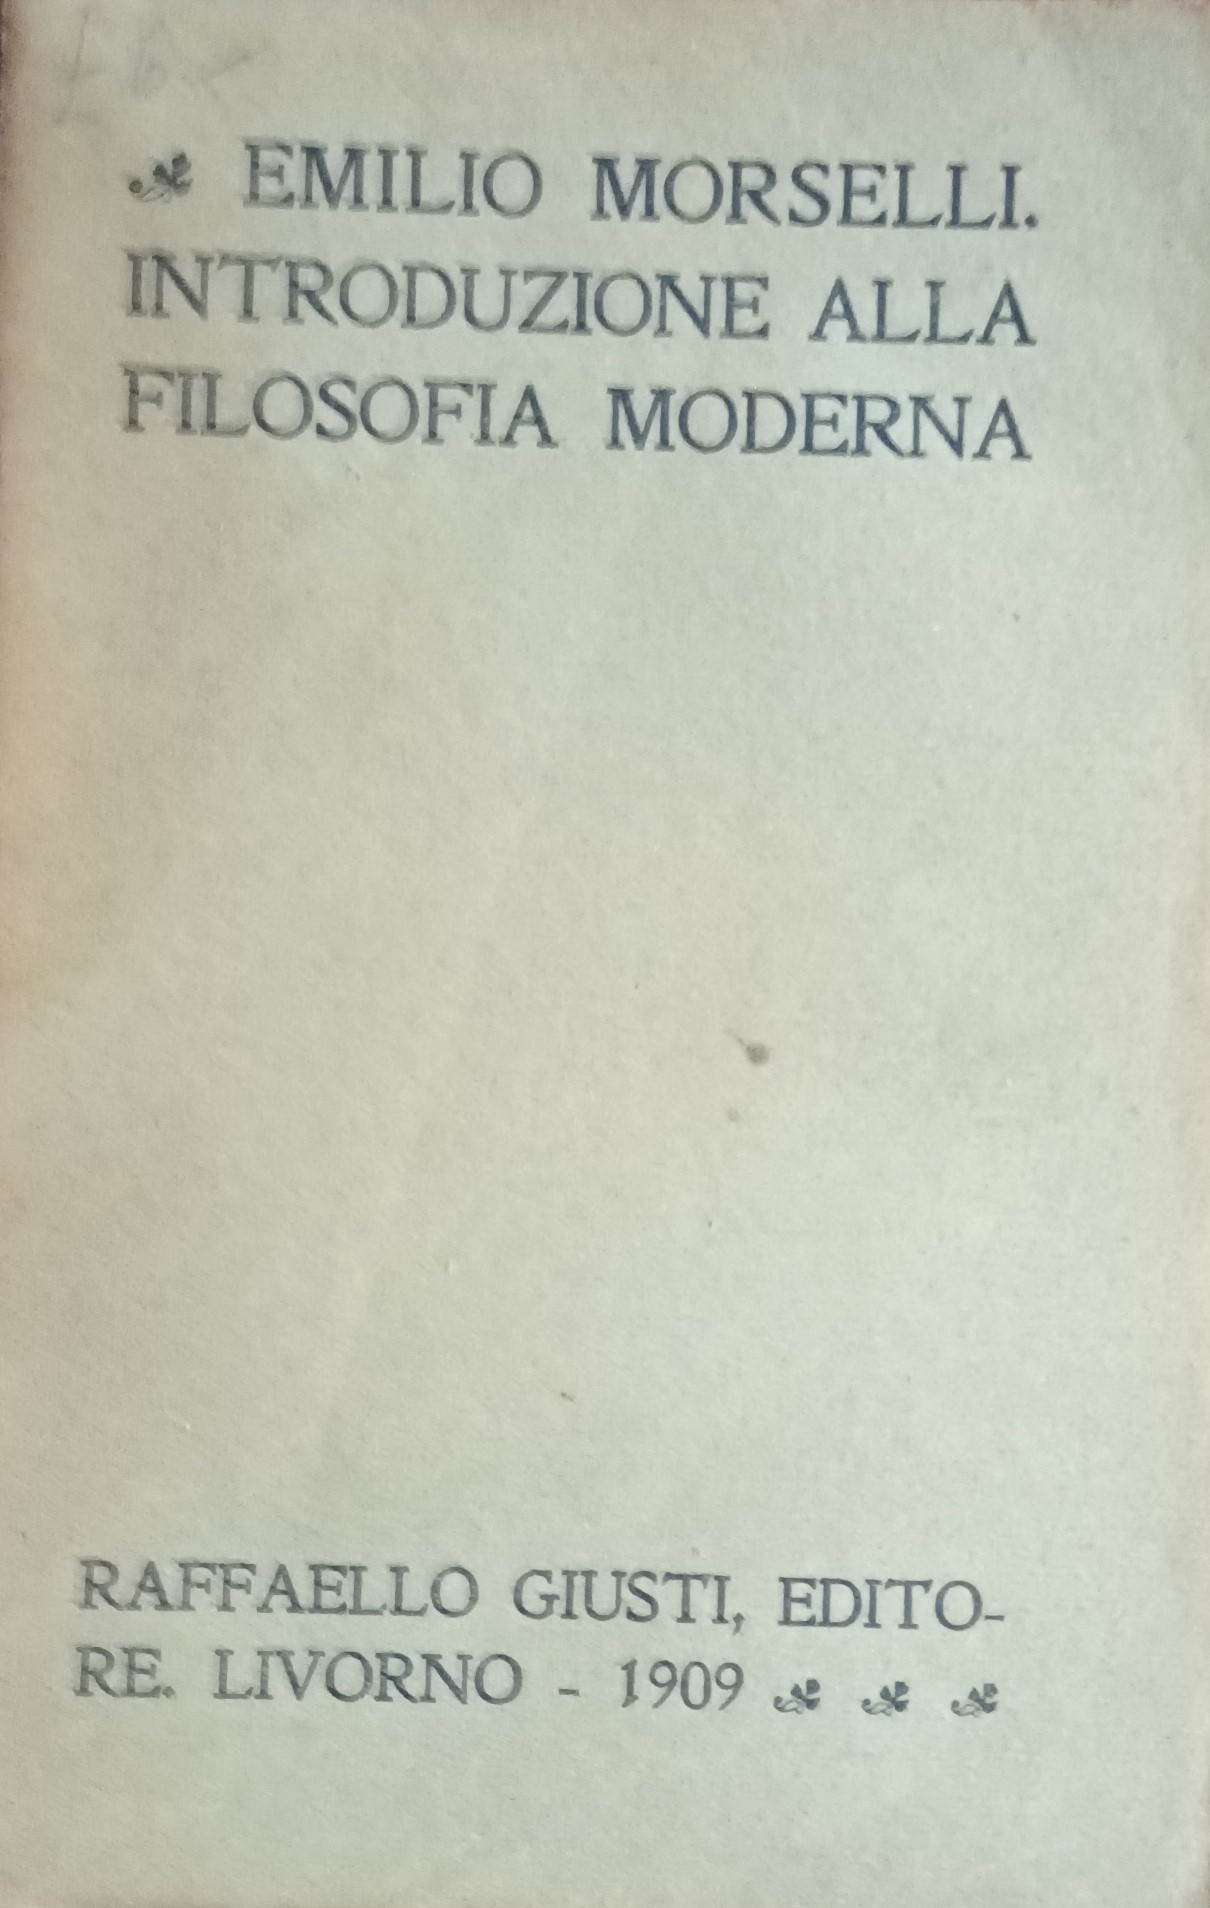 EMILIO MORSELLI.
INTRODUZIONE ALLA
FILOSOFIA MODERNA
RAFFAELLO GIUSTI, EDITO-
RE. LIVORNO - 1909